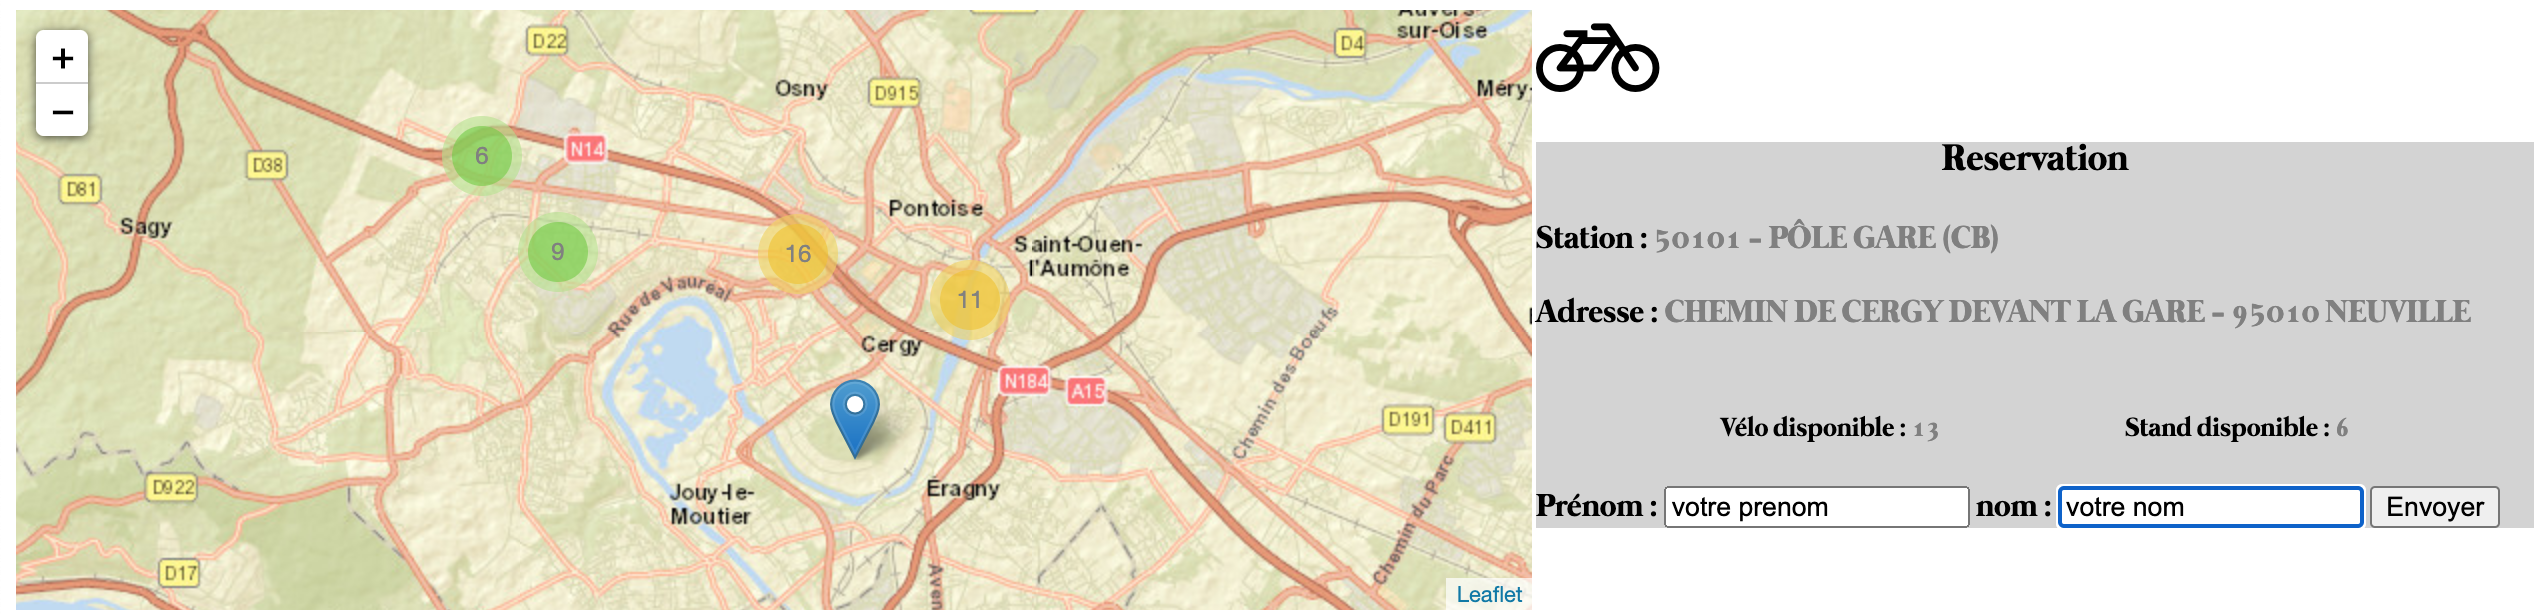 +
−
D22
Auvers-
sur-Oise
D4
Osny
D915
Méry-
6
N14
D38
D81
Sagy
Pontoise
9
16
Saint-Ouen-
l'Aumône
11
Rue de Vauréal
Cergy
N184
A15
Chemin des Boeufs
D191
D411
D922
Jouy-le-
Moutier
Éragny
Chemin du Parc
D17
Aven
Leaflet
Reservation
Station : 50101 - PÔLE GARE (CB)
Adresse : CHEMIN DE CERGY DEVANT LA GARE - 95010 NEUVILLE
Vélo disponible : 13 Stand disponible : 6
Prénom : votre prenom nom : votre nom Envoyer